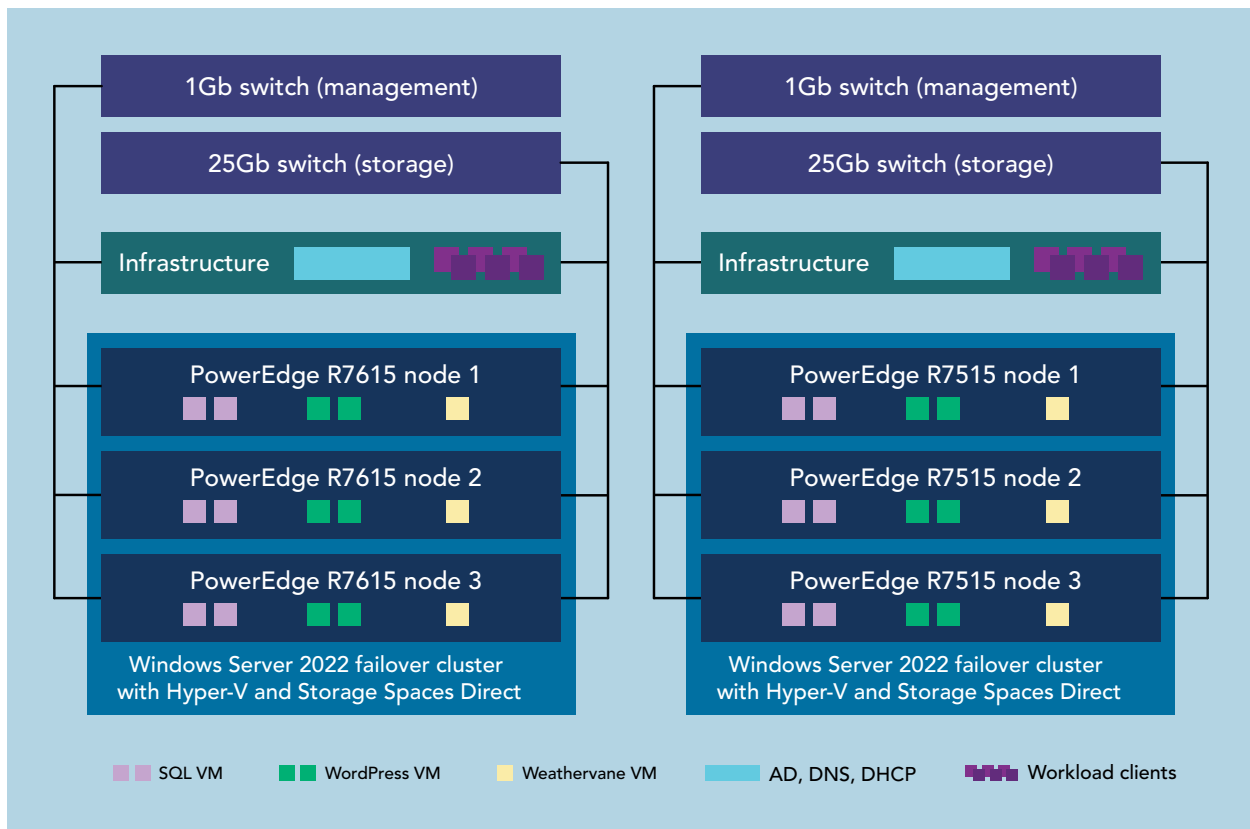 1Gb switch (management)
25Gb switch (storage)
Infrastructure
PowerEdge R7615 node 1
PowerEdge R7615 node 2
PowerEdge R7615 node 3
Windows Server 2022 failover cluster
with Hyper-V and Storage Spaces Direct
1Gb switch (management)
25Gb switch (storage)
Infrastructure
PowerEdge R7515 node 1
PowerEdge R7515 node 2
PowerEdge R7515 node 3
Windows Server 2022 failover cluster
with Hyper-V and Storage Spaces Direct
SQL VM
WordPress VM
Weathervane VM
AD, DNS, DHCP
Workload clients